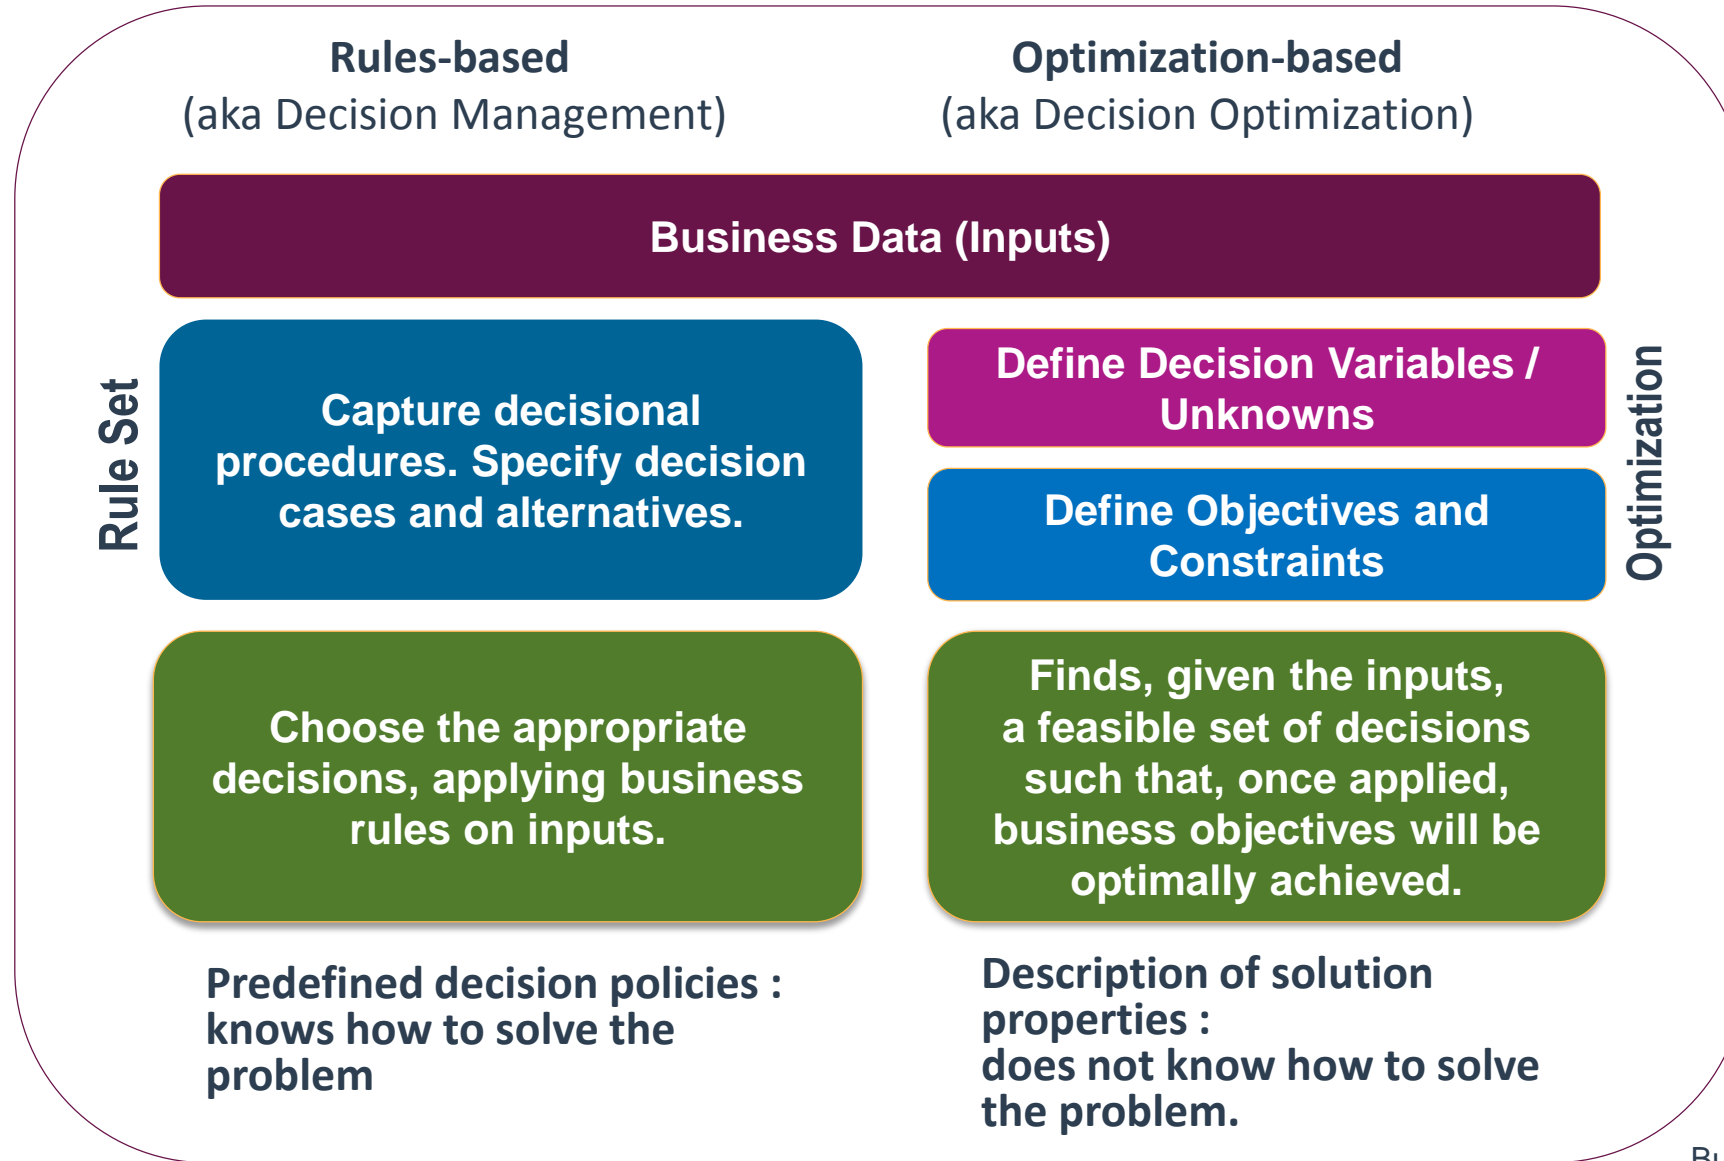 Rules-based
(aka Decision Management)
Optimization-based
(aka Decision Optimization)
Business Data (Inputs)
Rule Set
Capture decisional
procedures. Specify decision
cases and alternatives.
Define Decision Variables /
Unknowns
Define Objectives and
Constraints
Optimization
Choose the appropriate
decisions, applying business
rules on inputs.
Finds, given the inputs,
a feasible set of decisions
such that, once applied,
business objectives will be
optimally achieved.
Predefined decision policies :
knows how to solve the
problem
Description of solution
properties :
does not know how to solve
the problem.